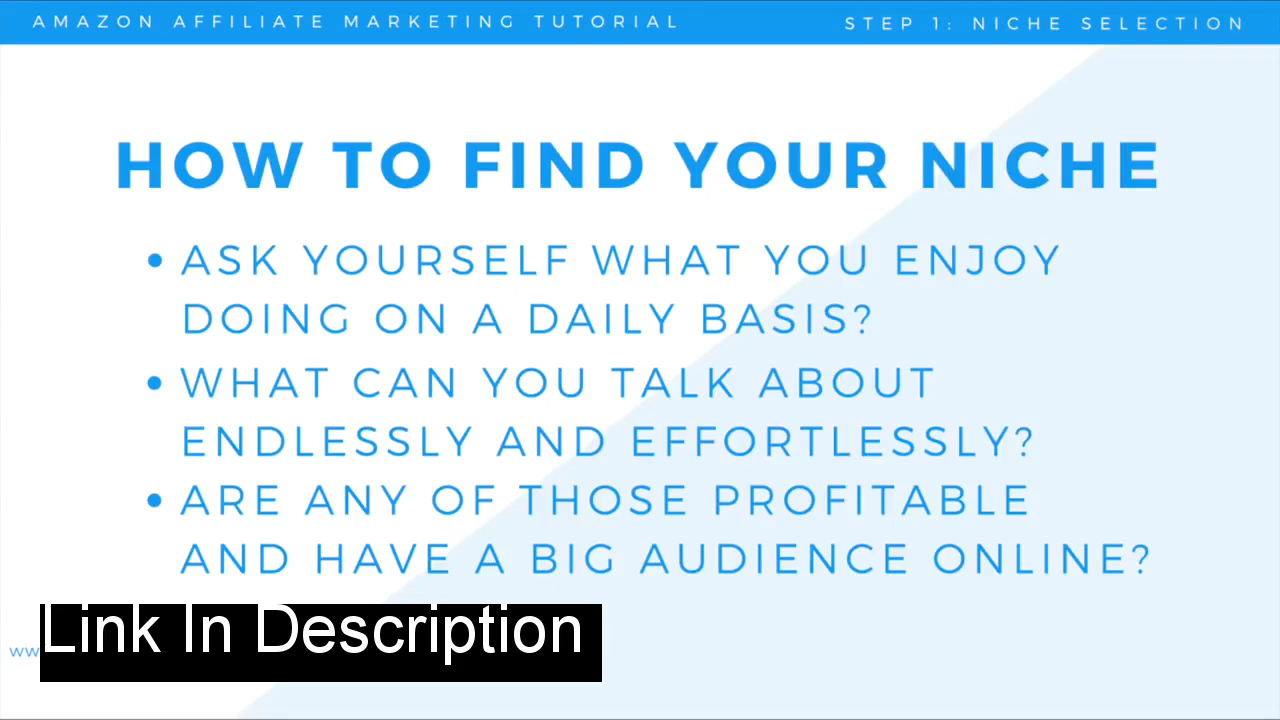 AMAZON AFFILIATE MARKETING TUTORIAL
STEP 1: NICHE SELECTION
HOW TO FIND YOUR NICHE
• ASK YOURSELF WHAT YOU ENJOY
DOING ON A DAILY BASIS?
• WHAT CAN YOU TALK ABOUT
ENDLESSLY AND EFFORTLESSLY?
• ARE ANY OF THOSE PROFITABLE
AND HAVE A BIG AUDIENCE ONLINE?
Link In Description